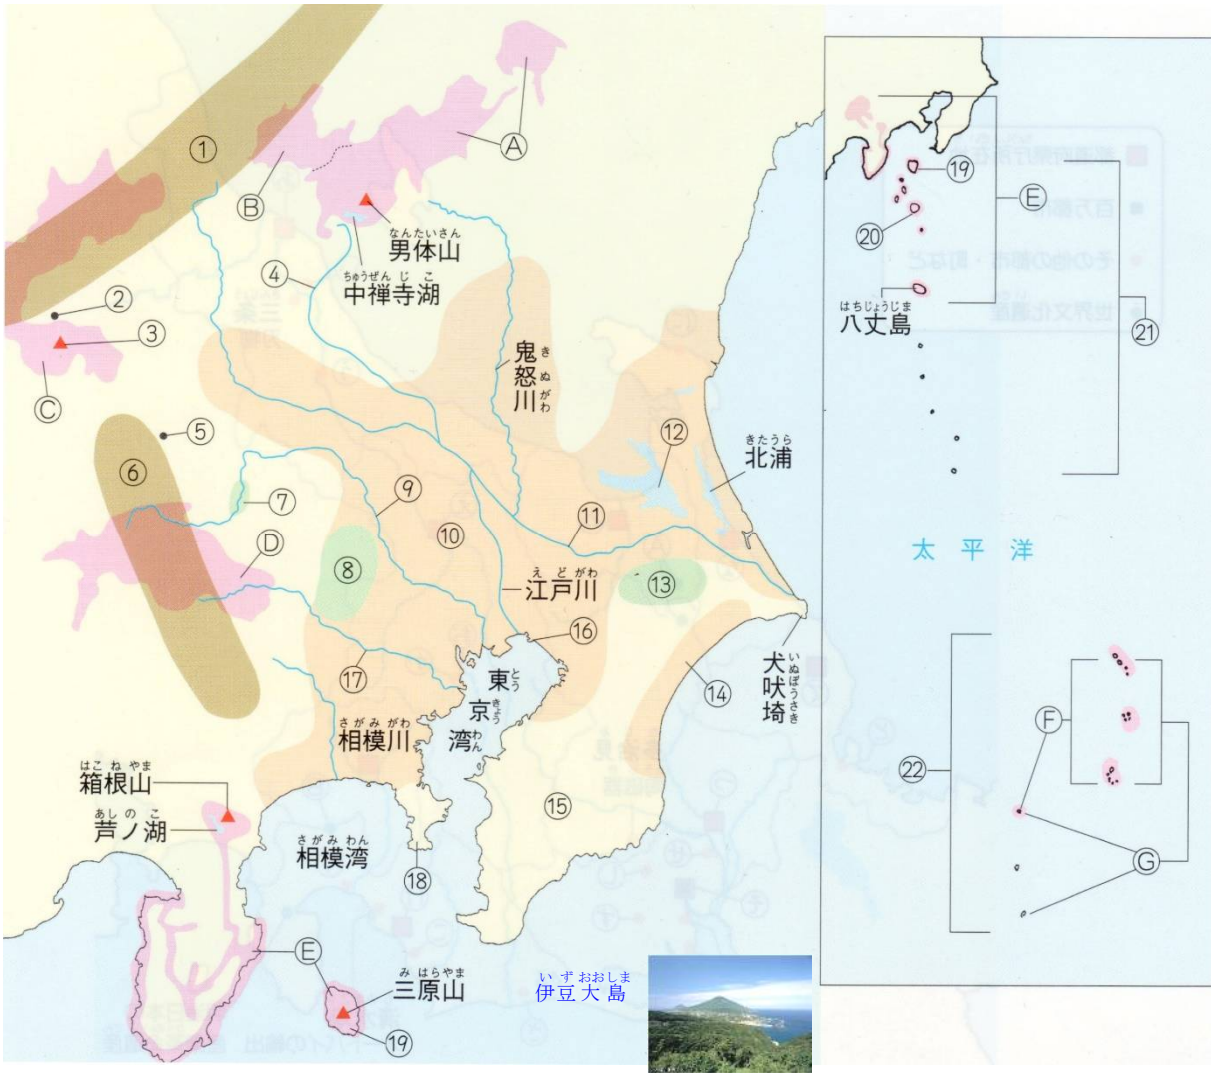 ①
Ⓐ
Ⓑ
なんたいさん
男体山
ちゅうぜんじこ
中禅寺湖
④
②
③
Ⓒ
⑤
⑥
⑦
Ⓓ
⑧
⑨
⑩
鬼怒川
きぬがわ
⑪
⑫
きたうら
北浦
えどがわ
江戸川
⑬
⑭
⑮
⑯
⑰
犬吠埼
いぬぼうさき
東京湾
とうきょうわん
さがみがわ
相模川
はこねやま
箱根山
あしのこ
芦ノ湖
さがみわん
相模湾
⑱
Ⓔ
みはらやま
三原山
⑲
いずおおしま
伊豆大島
⑲
Ⓔ
⑳
はちじょうじま
八丈島
㉑
太平洋
Ⓕ
㉒
Ⓖ